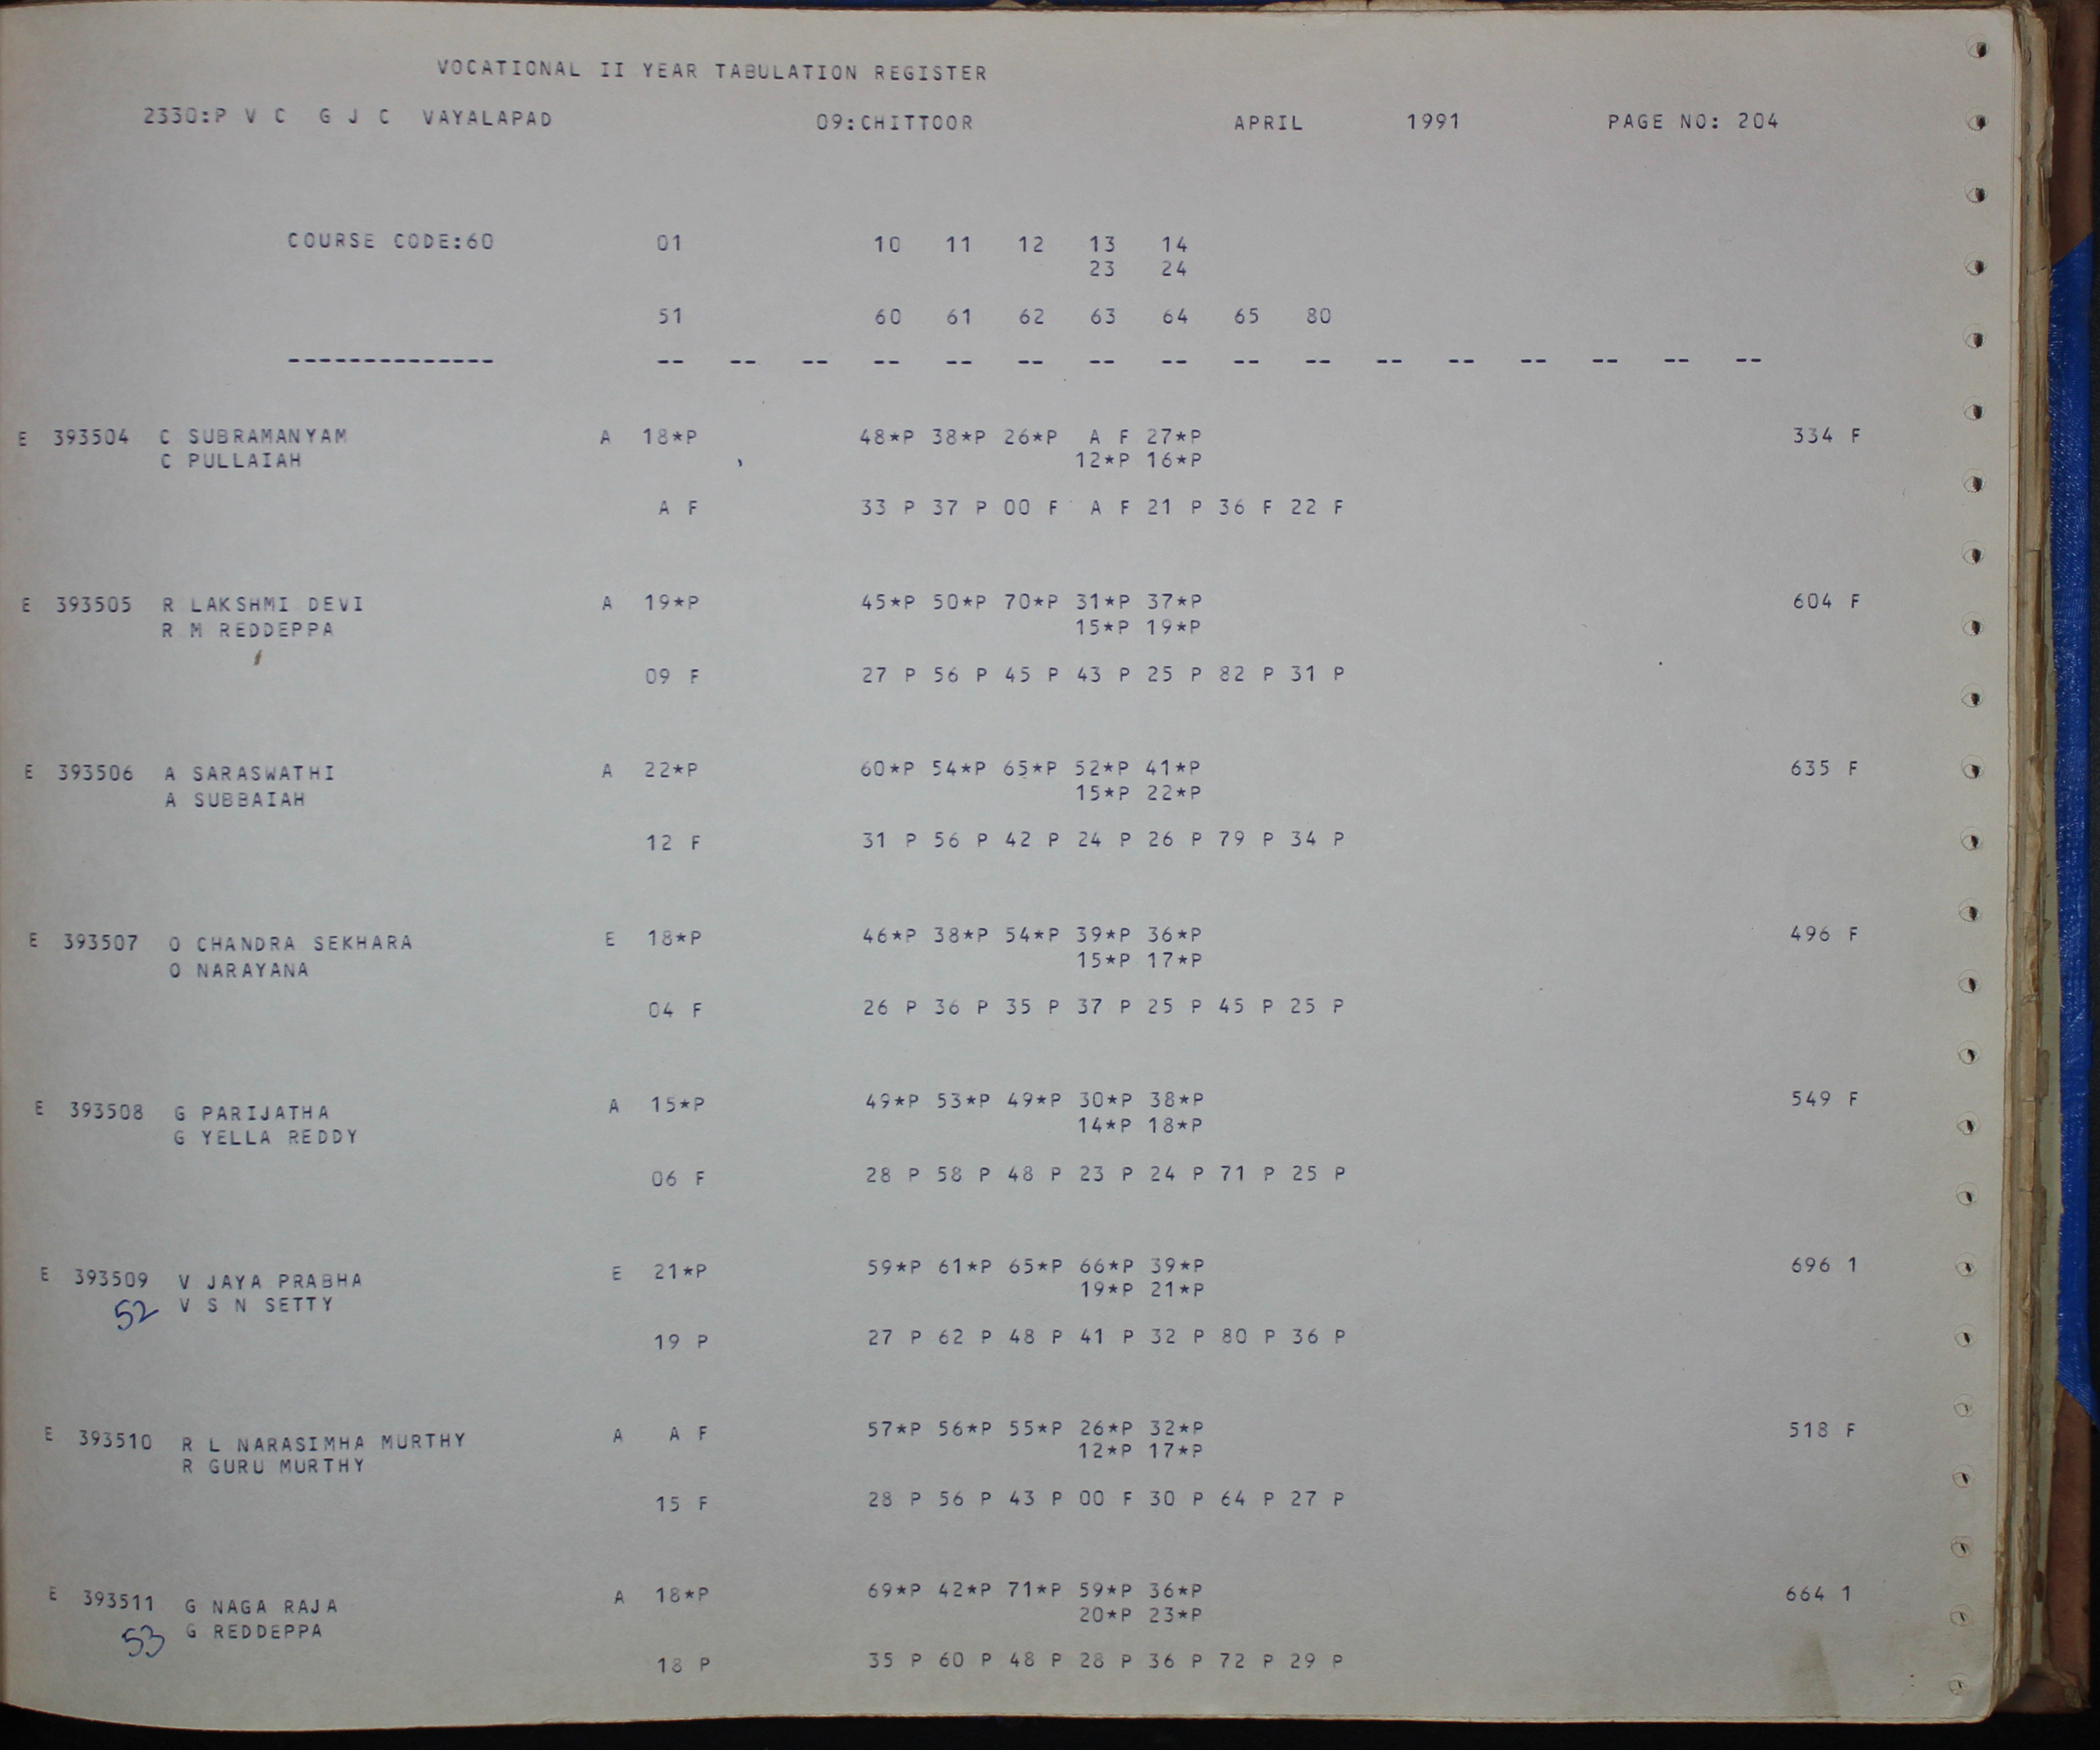 VOCATIONAL II YEAR TABULATION REGISTER
2330:P V C G J C VAYALAPAD 09:CHITTOOR APRIL 1991 PAGE NO: 204
COURSE CODE:60 01 10 11 12 13 14
23 24
51 60 61 62 63 64 65 80
-------------- -- -- -- -- -- -- -- -- -- -- -- -- -- -- -- --
E 393504 C SUBRAMANYAM A 18*P 48*P 38*P 26*P A F 27*P 334 F
C PULLAIAH 12*P 16*P
A F 33 P 37 P 00 F A F 21 P 36 F 22 F
E 393505 R LAKSHMI DEVI A 19*P 45*P 50*P 70*P 31*P 37*P 604 F
R M REDDEPPA 15*P 19*P
09 F 27 P 56 P 45 P 43 P 25 P 82 P 31 P
E 393506 A SARASWATHI A 22*P 60*P 54*P 65*P 52*P 41*P 635 F
A SUBBAIAH 15*P 22*P
12 F 31 P 56 P 42 P 24 P 26 P 79 P 34 P
E 393507 O CHANDRA SEKHARA E 18*P 46*P 38*P 54*P 39*P 36*P 496 F
O NARAYANA 15*P 17*P
04 F 26 P 36 P 35 P 37 P 25 P 45 P 25 P
E 393508 G PARIJATHA A 15*P 49*P 53*P 49*P 30*P 38*P 549 F
G YELLA REDDY 14*P 18*P
06 F 28 P 58 P 48 P 23 P 24 P 71 P 25 P
E 393509 V JAYA PRABHA E 21*P 59*P 61*P 65*P 66*P 39*P 696 1
52 V S N SETTY 19*P 21*P
19 P 27 P 62 P 48 P 41 P 32 P 80 P 36 P
E 393510 R L NARASIMHA MURTHY A A F 57*P 56*P 55*P 26*P 32*P 518 F
R GURU MURTHY 12*P 17*P
15 F 28 P 56 P 43 P 00 F 30 P 64 P 27 P
E 393511 G NAGA RAJA A 18*P 69*P 42*P 71*P 59*P 36*P 664 1
53 G REDDEPPA 20*P 23*P
18 P 35 P 60 P 48 P 28 P 36 P 72 P 29 P